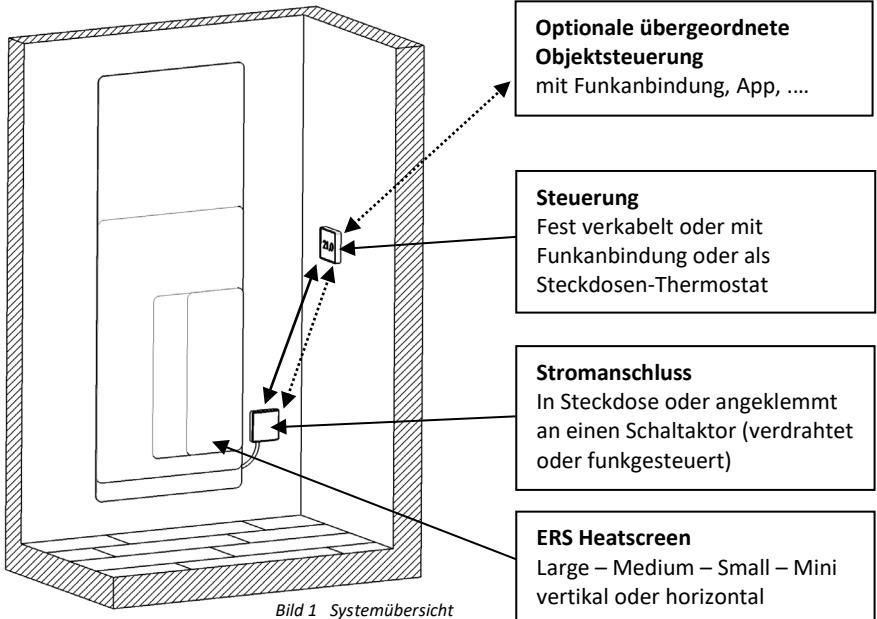 Optionale übergeordnete
Objektsteuerung
mit Funkanbindung, App, ....
Steuerung
Fest verkabelt oder mit
Funkanbindung oder als
Steckdosen-Thermostat
21,0
Stromanschluss
In Steckdose oder angeklemmt
an einen Schaltaktor (verdrahtet
oder funkgesteuert)
ERS Heatscreen
Large – Medium – Small – Mini
vertikal oder horizontal
Bild 1 Systemübersicht